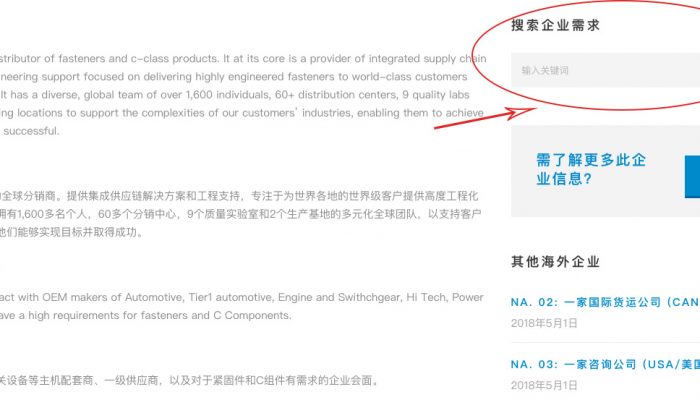 stributor of fasteners and c-class products. It at its core is a provider of integrated supply chain
neering support focused on delivering highly engineered fasteners to world-class customers
It has a diverse, global team of over 1,600 individuals, 60+ distribution centers, 9 quality labs
ing locations to support the complexities of our customers' industries, enabling them to achieve
successful.
全球分销商。提供集成供应链解决方案和工程支持，专注于为世界各地的世界级客户提供高度工程化
拥有1,600多名个人，60多个分销中心，9个质量实验室和2个生产基地的多元化全球团队，以支持客户
他们能够实现目标并取得成功。
act with OEM makers of Automotive, Tier1 automotive, Engine and Swithchgear, Hi Tech, Power
ave a high requirements for fasteners and C Components.
关设备等主机配套商、一级供应商，以及对于紧固件和C组件有需求的企业会面。
搜索企业需求
输入关键词
需了解更多此企
业信息?
其他海外企业
NA. 02: 一家国际货运公司 (CAN
2018年5月1日
NA. 03: 一家咨询公司 (USA/美国
2018年5月1日